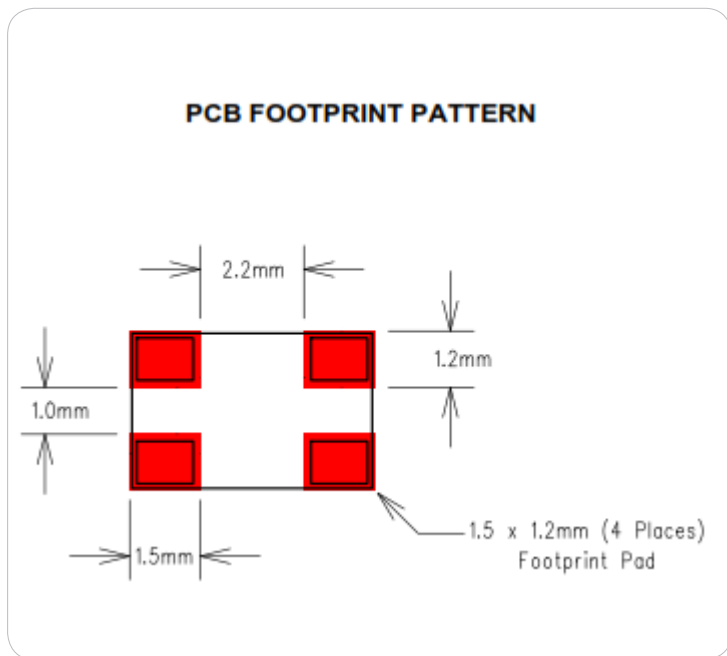 PCB FOOTPRINT PATTERN
2.2mm
1.2mm
1.0mm
1.5mm
1.5 x 1.2mm (4 Places)
Footprint Pad